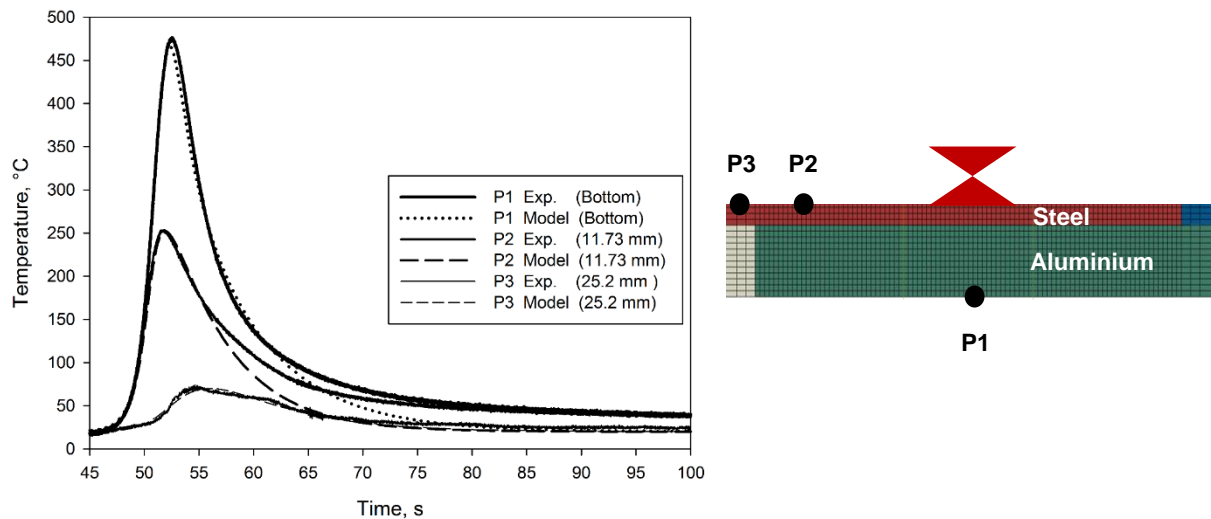 500
450
400
350
300
250
200
150
100
50
0
Temperature, °C
45 50 55 60 65 70 75 80 85 90 95 100
Time, s
P1 Exp. (Bottom)
P1 Model (Bottom)
P2 Exp. (11.73 mm)
P2 Model (11.73 mm)
P3 Exp. (25.2 mm )
P3 Model (25.2 mm)
P3 P2
Steel
Aluminium
P1